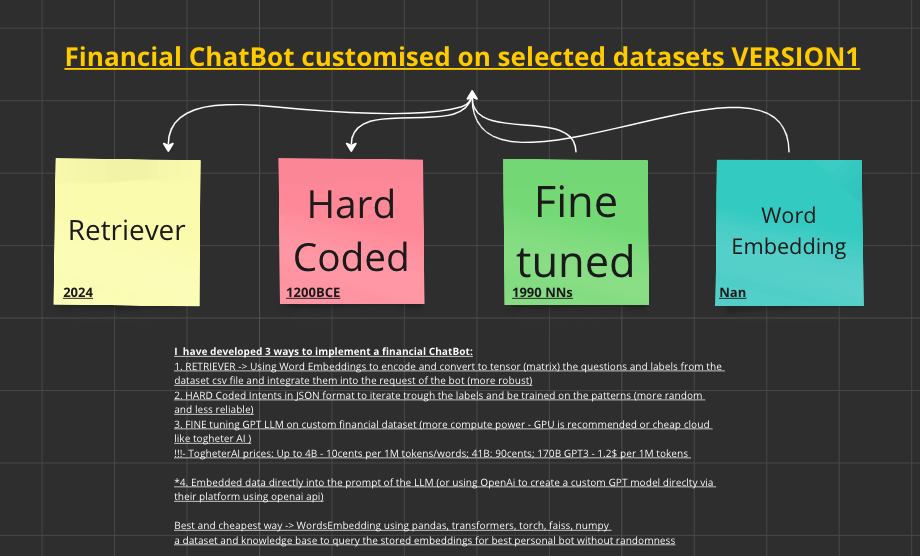 Financial ChatBot customised on selected datasets VERSION1
Retriever
2024
Hard
Coded
1200BCE
Fine
tuned
1990 NNs
Word
Embedding
Nan
I have developed 3 ways to implement a financial ChatBot:
1. RETRIEVER -> Using Word Embeddings to encode and convert to tensor (matrix) the questions and labels from the
dataset csv file and integrate them into the request of the bot (more robust)
2. HARD Coded Intents in JSON format to iterate trough the labels and be trained on the patterns (more random
and less reliable)
3. FINE tuning GPT LLM on custom financial dataset (more compute power - GPU is recommended or cheap cloud
like togheter AI )
!!!- TogheterAI prices: Up to 4B - 10cents per 1M tokens/words; 41B: 90cents; 170B GPT3 - 1,2$ per 1M tokens
*4. Embedded data directly into the prompt of the LLM (or using OpenAi to create a custom GPT model direclty via
their platform using openai api)
Best and cheapest way -> WordsEmbedding using pandas, transformers, torch, faiss, numpy
a dataset and knowledge base to query the stored embeddings for best personal bot without randomness